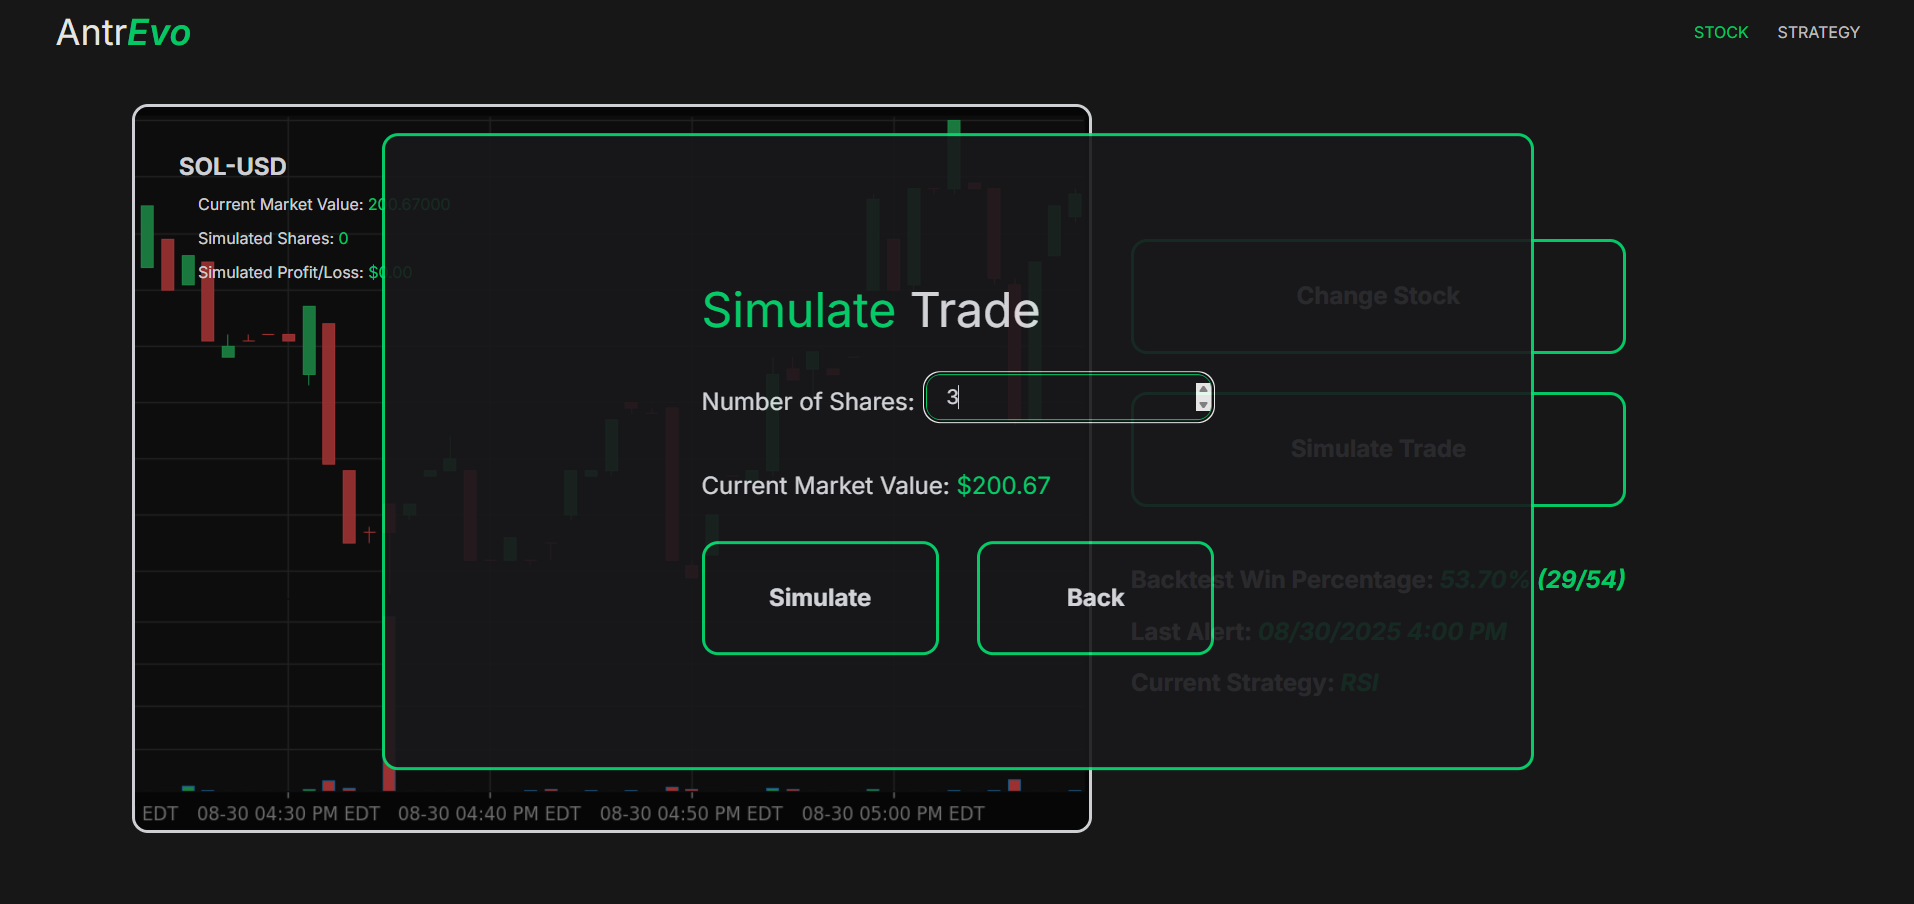 AntrEvo
STOCK
STRATEGY
SOL-USD
Current Market Value: 200.67000
Simulated Shares: 0
Simulated Profit/Loss: $0.00
Simulate Trade
Number of Shares: 3
Current Market Value: $200.67
Simulate
Back
Change Stock
Simulate Trade
Backtest Win Percentage: 53.70% (29/54)
Last Alert: 08/30/2025 4:00 PM
Current Strategy: RSI
EDT 08-30 04:30 PM EDT 08-30 04:40 PM EDT 08-30 04:50 PM EDT 08-30 05:00 PM EDT